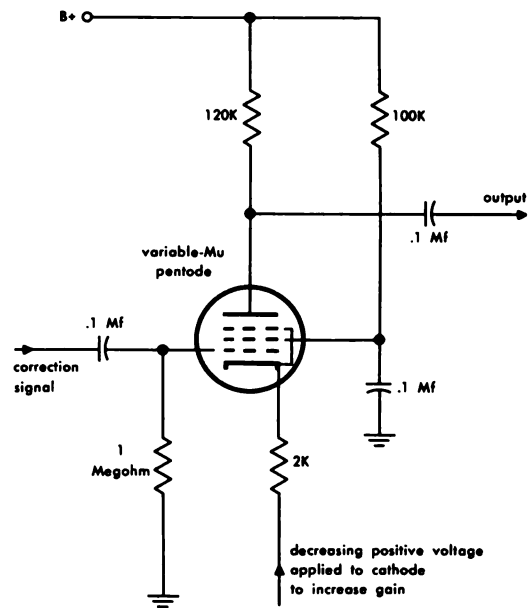 B+
120K
100K
output
.1 Mf
variable-Mu
pentode
.1 Mf
correction
signal
.1 Mf
1
Megohm
2K
decreasing positive voltage
applied to cathode
to increase gain